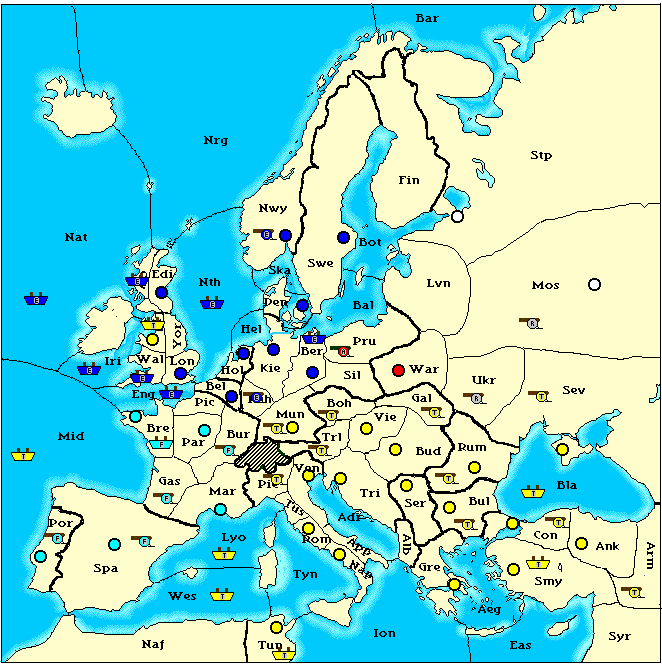 Bar
Nrg
Stp
Fin
Nwy
Nat
Bot
Swe
Edi
Ska
Lvn
Mos
Nth
Den
Bal
Yor
Hel
Pru
Iri
Wal
Lon
Hol
Kie
Ber
War
Sil
Ukr
Eng
Bel
Sev
Pic
Gal
Mun
Boh
Vie
Mid
Bre
Par
Bur
Trl
Bud
Rum
Gas
Mar
Pie
Ven
Tri
Ser
Bul
Bla
Por
Tus
Adr
Lyo
Rom
App
Alb
Con
Ank
Arm
Spa
Nap
Gre
Smy
Tyn
Wes
Aeg
Ion
Naf
Tun
Eas
Syr